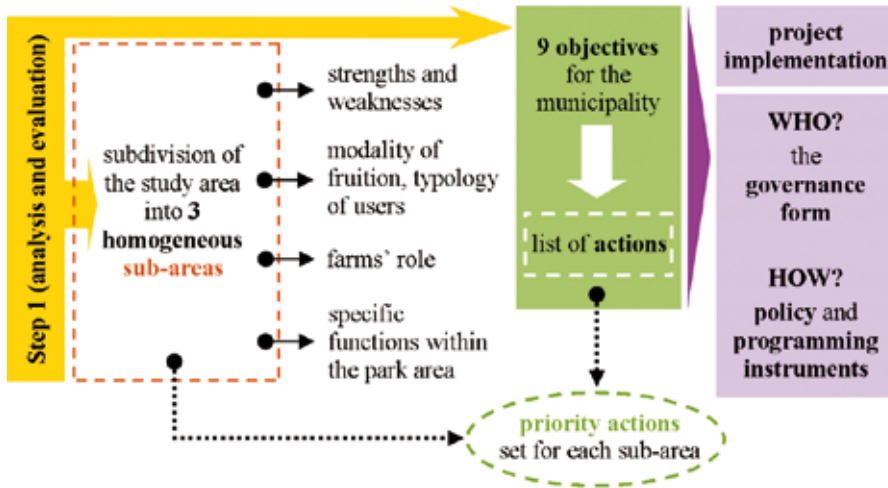 Step 1 (analysis and evaluation)
subdivision of
the study area
into 3
homogeneous
sub-areas
strengths and
weaknesses
modality of
fruition, typology
of users
farms' role
specific
functions within
the park area
9 objectives
for the
municipality
list of actions
priority actions
set for each sub-area
project
implementation
WHO?
the
governance
form
HOW?
policy and
programming
instruments